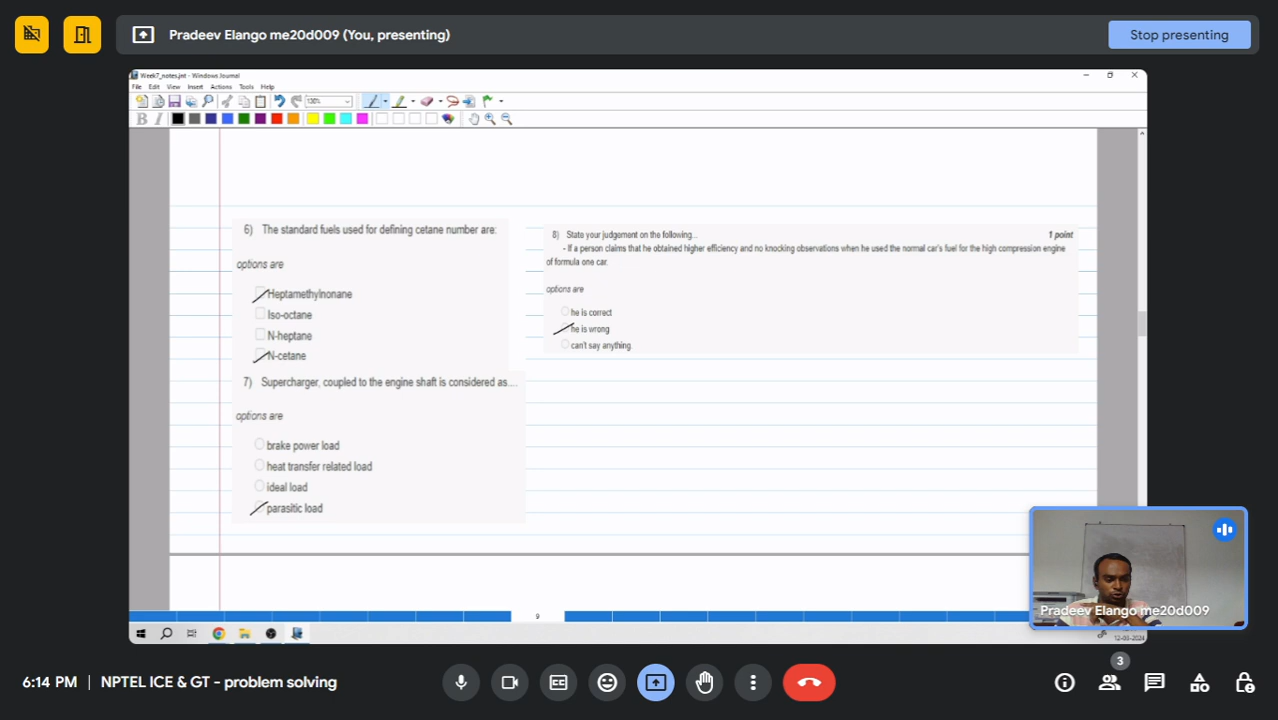 Pradeev Elango me20d009 (You, presenting)
Stop presenting
Week7_notes.jnt - Windows Journal
File Edit View Insert Actions Tools Help
130%
B I
6) The standard fuels used for defining cetane number are:
options are
Heptamethylnonane
Iso-octane
N-heptane
N-cetane
7) Supercharger, coupled to the engine shaft is considered as....
options are
brake power load
heat transfer related load
ideal load
parasitic load
8) State your judgement on the following... 1 point
- If a person claims that he obtained higher efficiency and no knocking observations when he used the normal car's fuel for the high compression engine
of formula one car.
options are
he is correct
he is wrong
can't say anything
9
Pradeev Elango me20d009
3
6:14 PM | NPTEL ICE & GT - problem solving